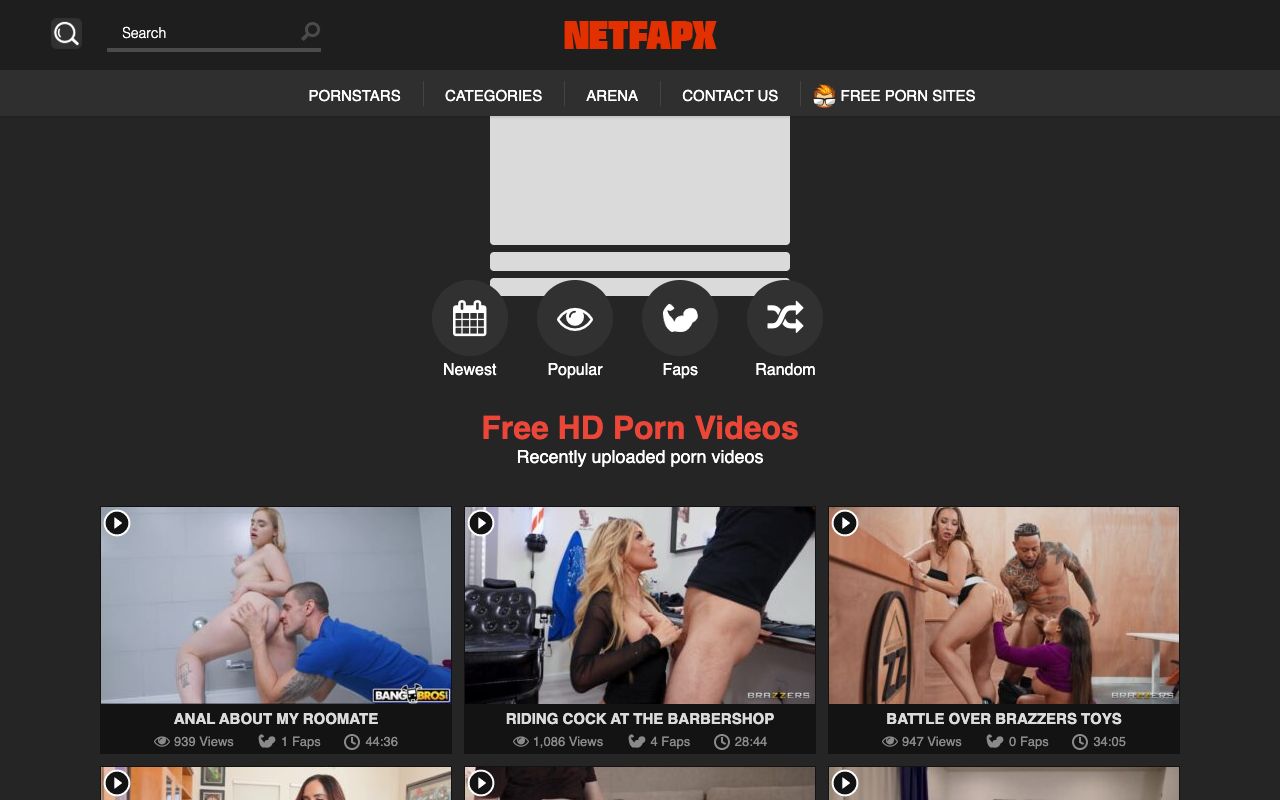 Search
NETFAPX
PORNSTARS
CATEGORIES
ARENA
CONTACT US
FREE PORN SITES
Newest
Popular
Faps
Random
Free HD Porn Videos
Recently uploaded porn videos
BANGBROS!
BRAZZERS
BRAZZERS
ANAL ABOUT MY ROOMATE
939 Views
1 Faps
44:36
RIDING COCK AT THE BARBERSHOP
1,086 Views
4 Faps
28:44
BATTLE OVER BRAZZERS TOYS
947 Views
0 Faps
34:05